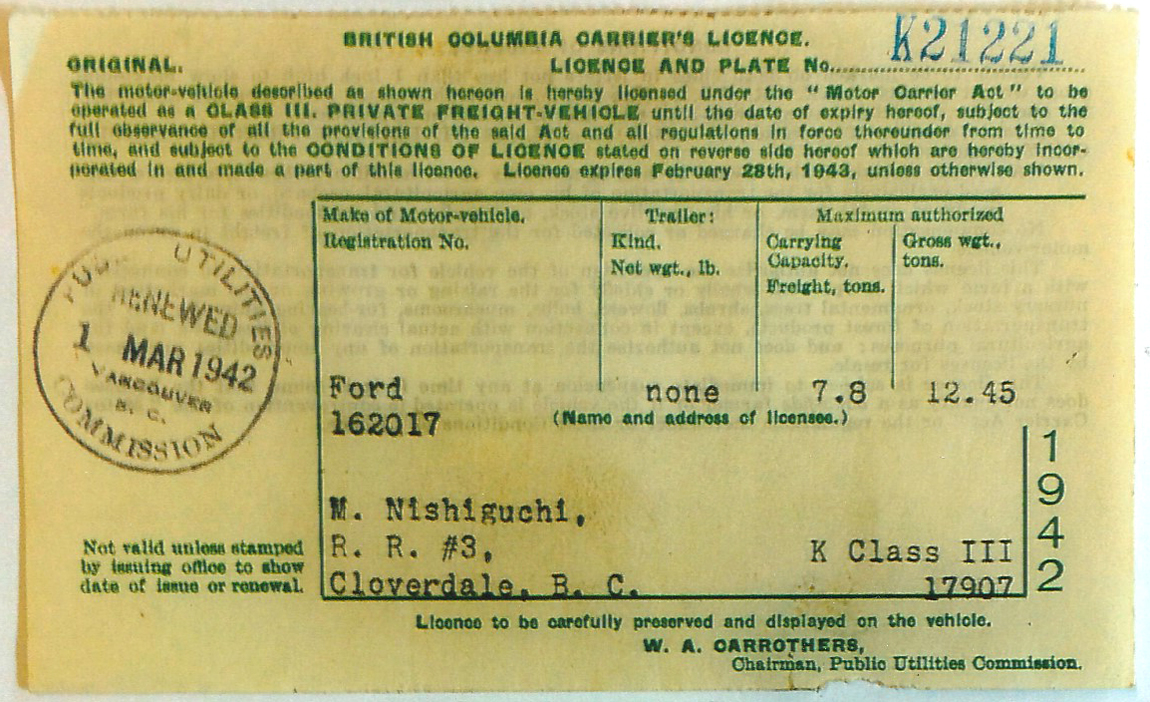 BRITISH COLUMBIA CARRIER'S LICENCE.
K21221
ORIGINAL.
LICENCE AND PLATE No.
The motor-vehicle described as shown hereon is hereby licensed under the "Motor Carrier Act" to be
operated as a CLASS III. PRIVATE FREIGHT-VEHICLE until the date of expiry hereof, subject to the
full observance of all the provisions of the said Act and all regulations in force thereunder from time to
time, and subject to the CONDITIONS OF LICENCE stated on reverse side hereof which are hereby incor-
porated in and made a part of this licence. Licence expires February 28th, 1943, unless otherwise shown.
Make of Motor-vehicle.
Registration No.
Trailer:
Kind.
Net wgt., lb.
Maximum authorized
Carrying
Capacity.
Freight, tons.
Gross wgt.,
tons.
Ford
162017
none
7.8
12.45
(Name and address of licensee.)
M. Nishiguchi,
R. R. #3,
Cloverdale, B. C.
K Class III
17907
1
9
4
2
UTILITIES
COMMISSION
RENEWED
1 MAR 1942
VANCOUVER
B. C.
Not valid unless stamped
by issuing office to show
date of issue or renewal.
Licence to be carefully preserved and displayed on the vehicle.
W. A. CARROTHERS,
Chairman, Public Utilities Commission.